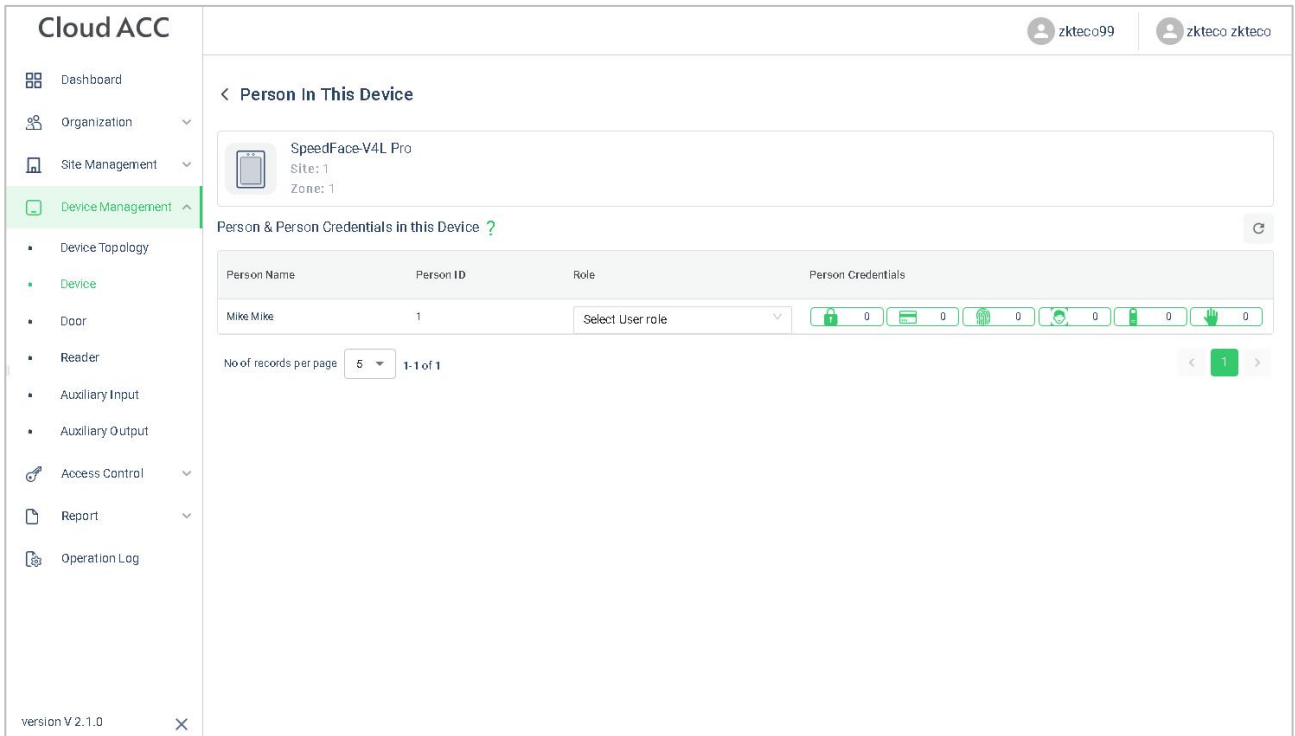 Cloud ACC
zkteco99
zkteco zkteco
Dashboard
Organization
Site Management
Device Management
Device Topology
Device
Door
Reader
Auxiliary Input
Auxiliary Output
Access Control
Report
Operation Log
version V 2.1.0
< Person In This Device
SpeedFace-V4L Pro
Site: 1
Zone: 1
Person & Person Credentials in this Device ?
Person Name Person ID Role Person Credentials
Mike Mike 1 Select User role 0 0 0 0 0 0
No of records per page 5 1-1 of 1 < 1 >